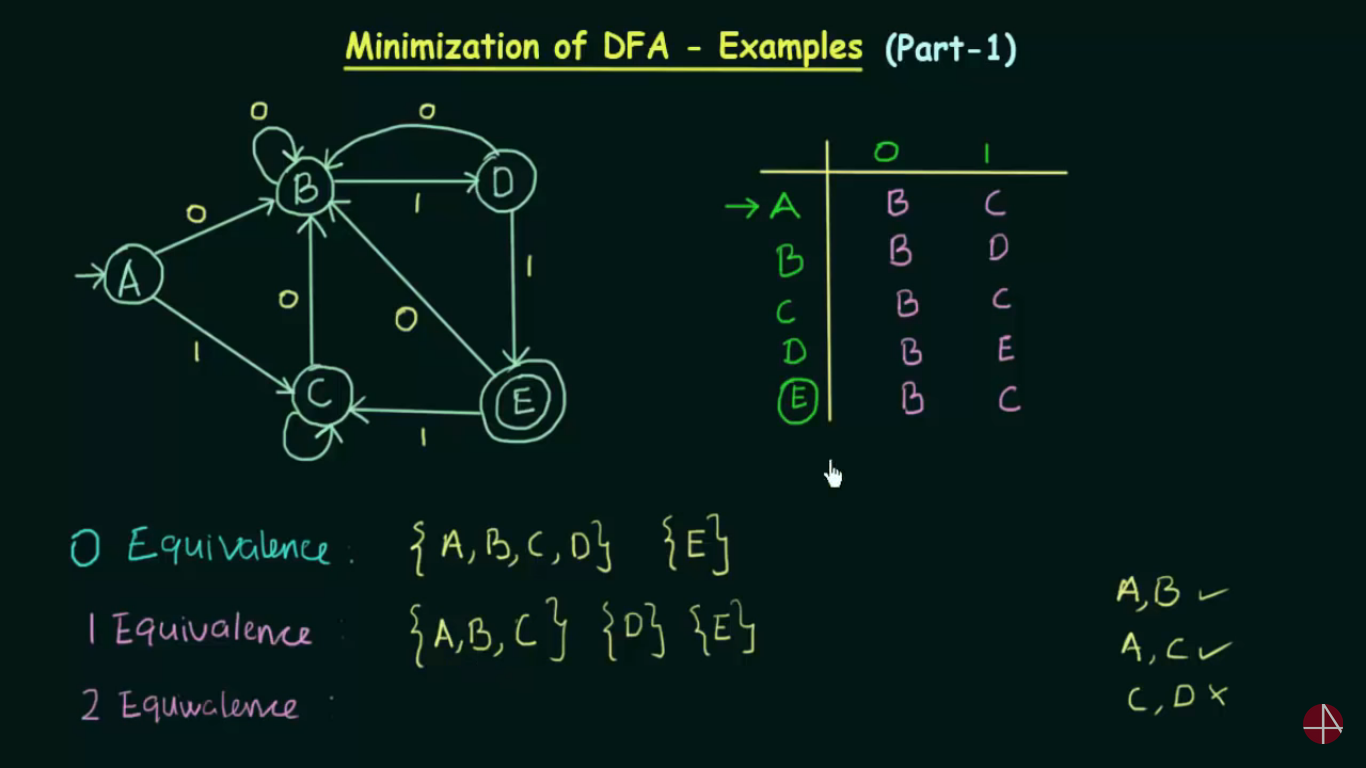 Minimization of DFA - Examples (Part-1)
0
0
B
D
1
0
A
1
0
0
1
C
E
1
0 1
→ A B C
B B D
C B C
D B E
E B C
0 Equivalence : {A, B, C, D} {E}
1 Equivalence : {A, B, C} {D} {E}
2 Equivalence :
A, B ✓
A, C ✓
C, D ✗